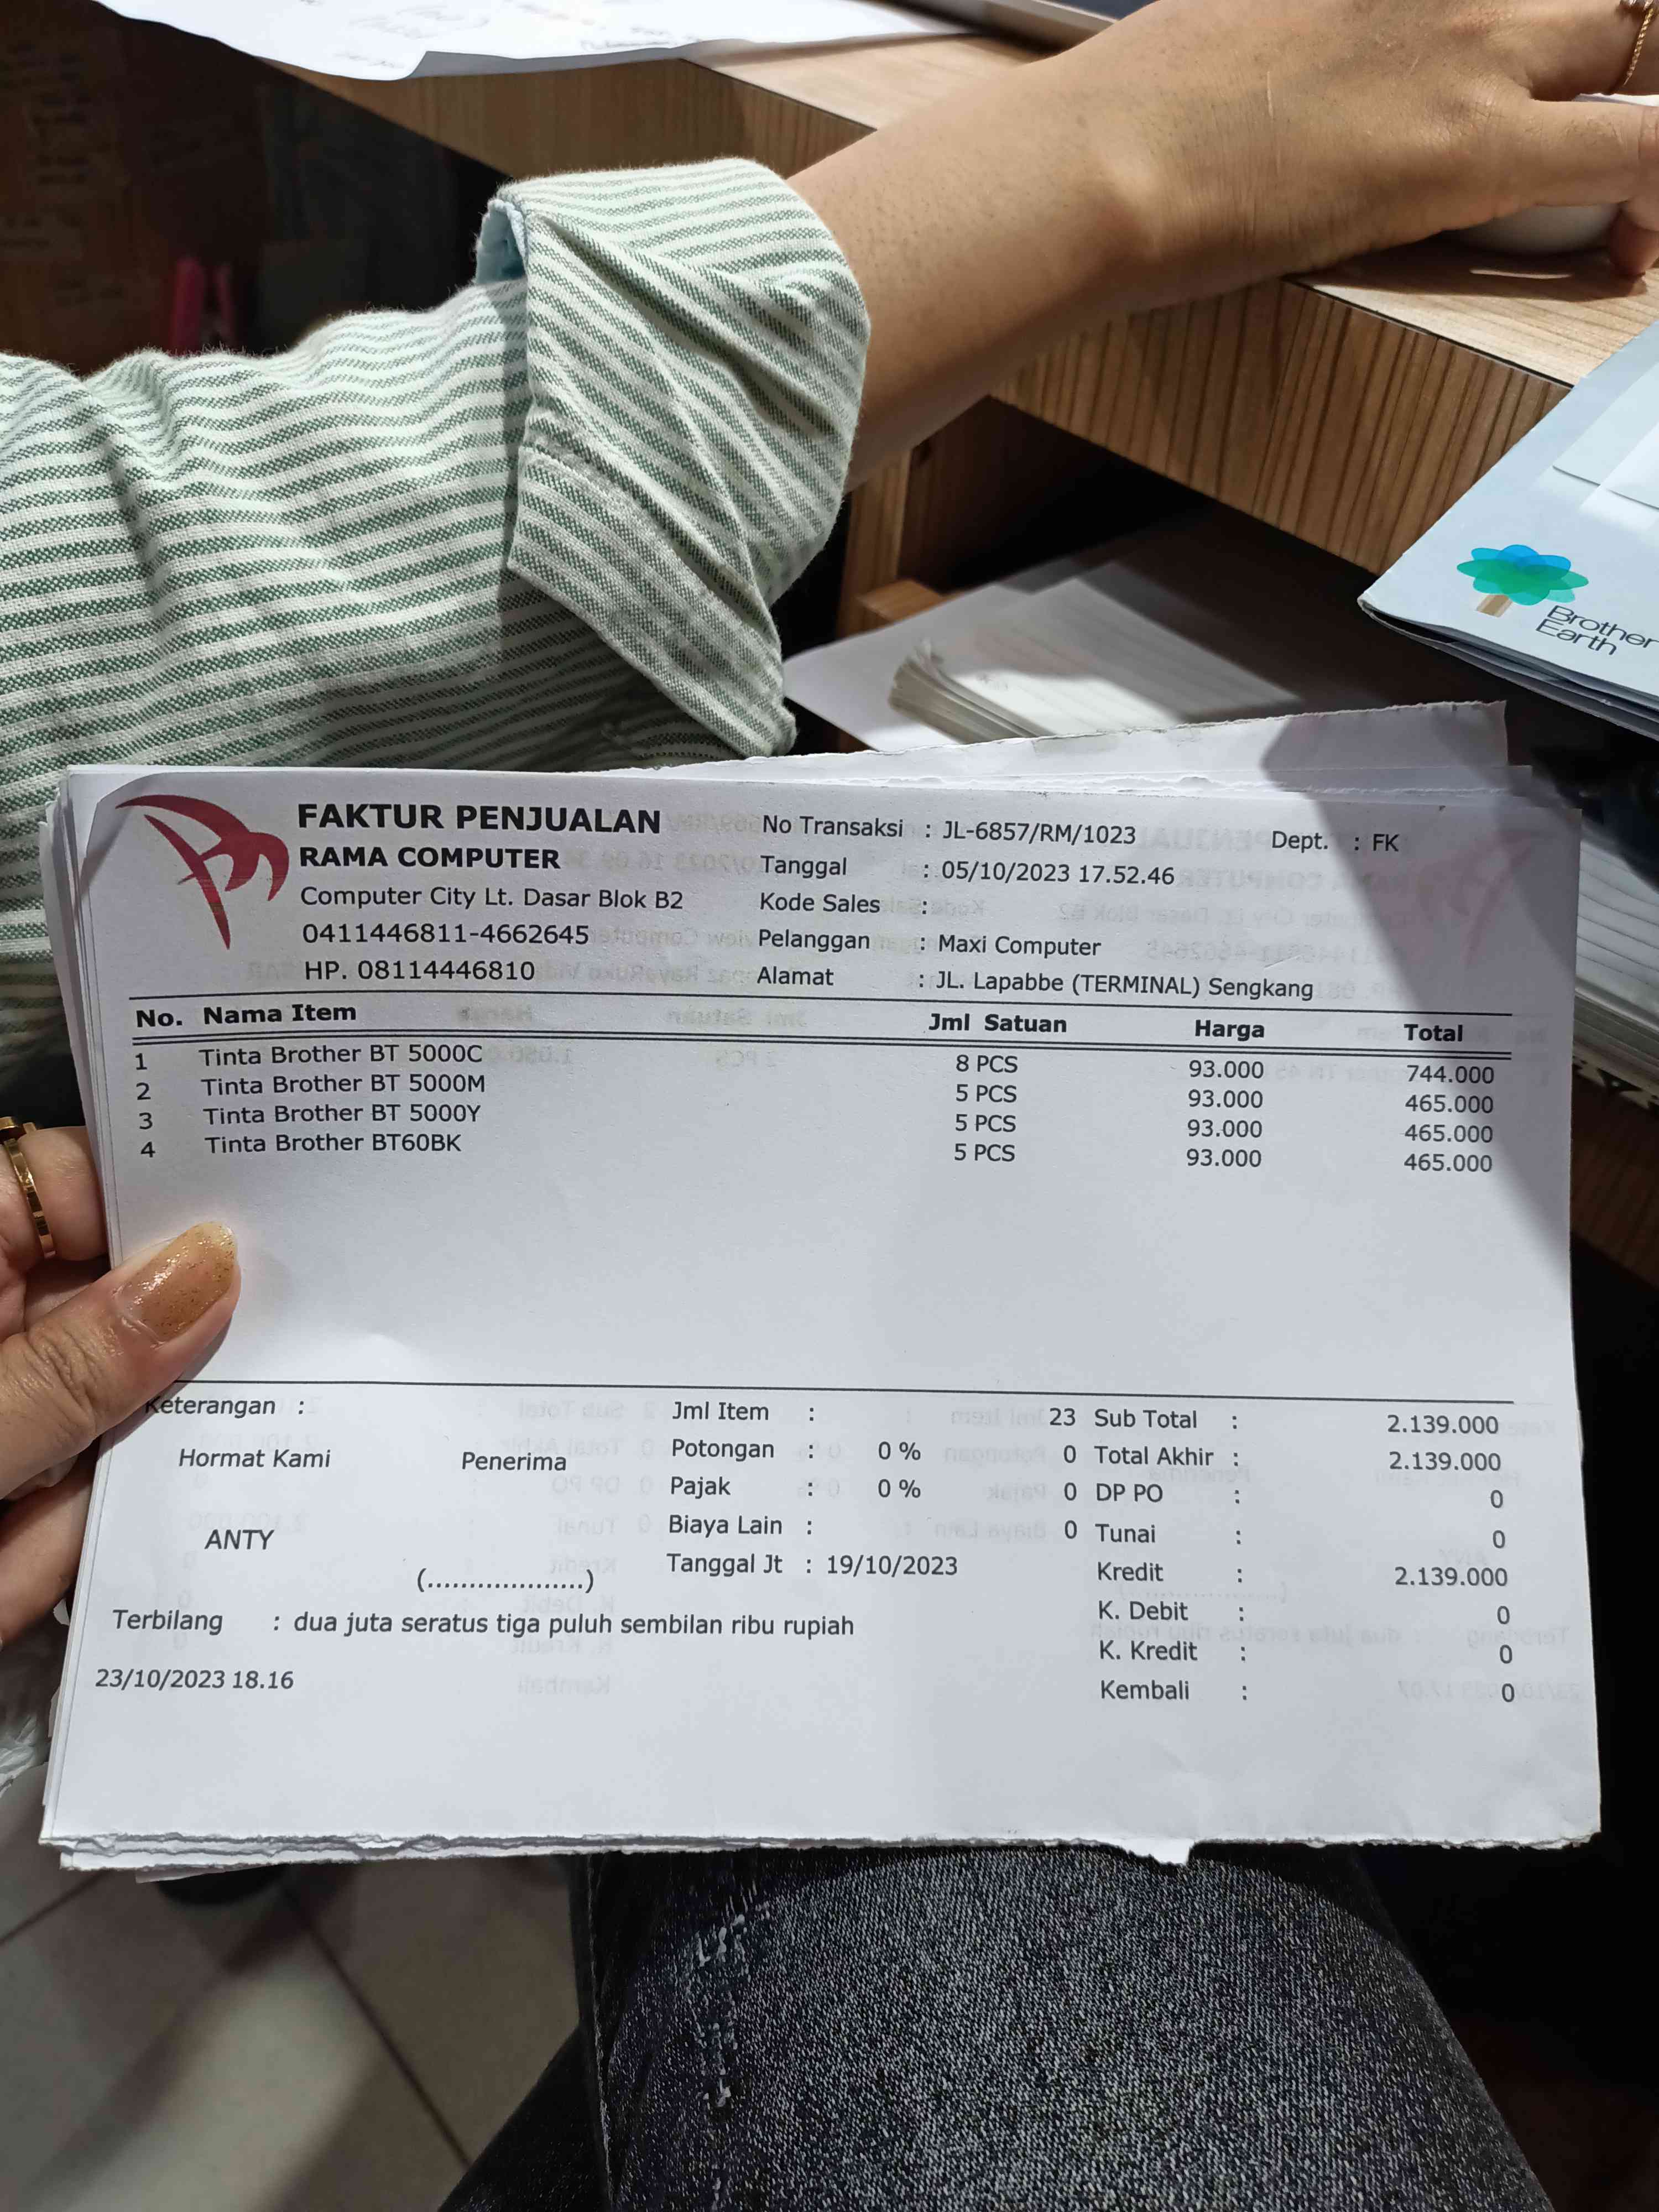 Brother
Earth
FAKTUR PENJUALAN
RAMA COMPUTER
Computer City Lt. Dasar Blok B2
0411446811-4662645
HP. 08114446810
No Transaksi : JL-6857/RM/1023 Dept. : FK
Tanggal : 05/10/2023 17.52.46
Kode Sales :
Pelanggan : Maxi Computer
Alamat : JL. Lapabbe (TERMINAL) Sengkang
No. Nama Item Jml Satuan Harga Total
1 Tinta Brother BT 5000C 8 PCS 93.000 744.000
2 Tinta Brother BT 5000M 5 PCS 93.000 465.000
3 Tinta Brother BT 5000Y 5 PCS 93.000 465.000
4 Tinta Brother BT60BK 5 PCS 93.000 465.000
Keterangan :
Hormat Kami Penerima
ANTY
(...................)
Jml Item : 23
Potongan : 0 % 0
Pajak : 0 % 0
Biaya Lain : 0
Tanggal Jt : 19/10/2023
Sub Total : 2.139.000
Total Akhir : 2.139.000
DP PO : 0
Tunai : 0
Kredit : 2.139.000
K. Debit : 0
K. Kredit : 0
Kembali : 0
Terbilang : dua juta seratus tiga puluh sembilan ribu rupiah
23/10/2023 18.16